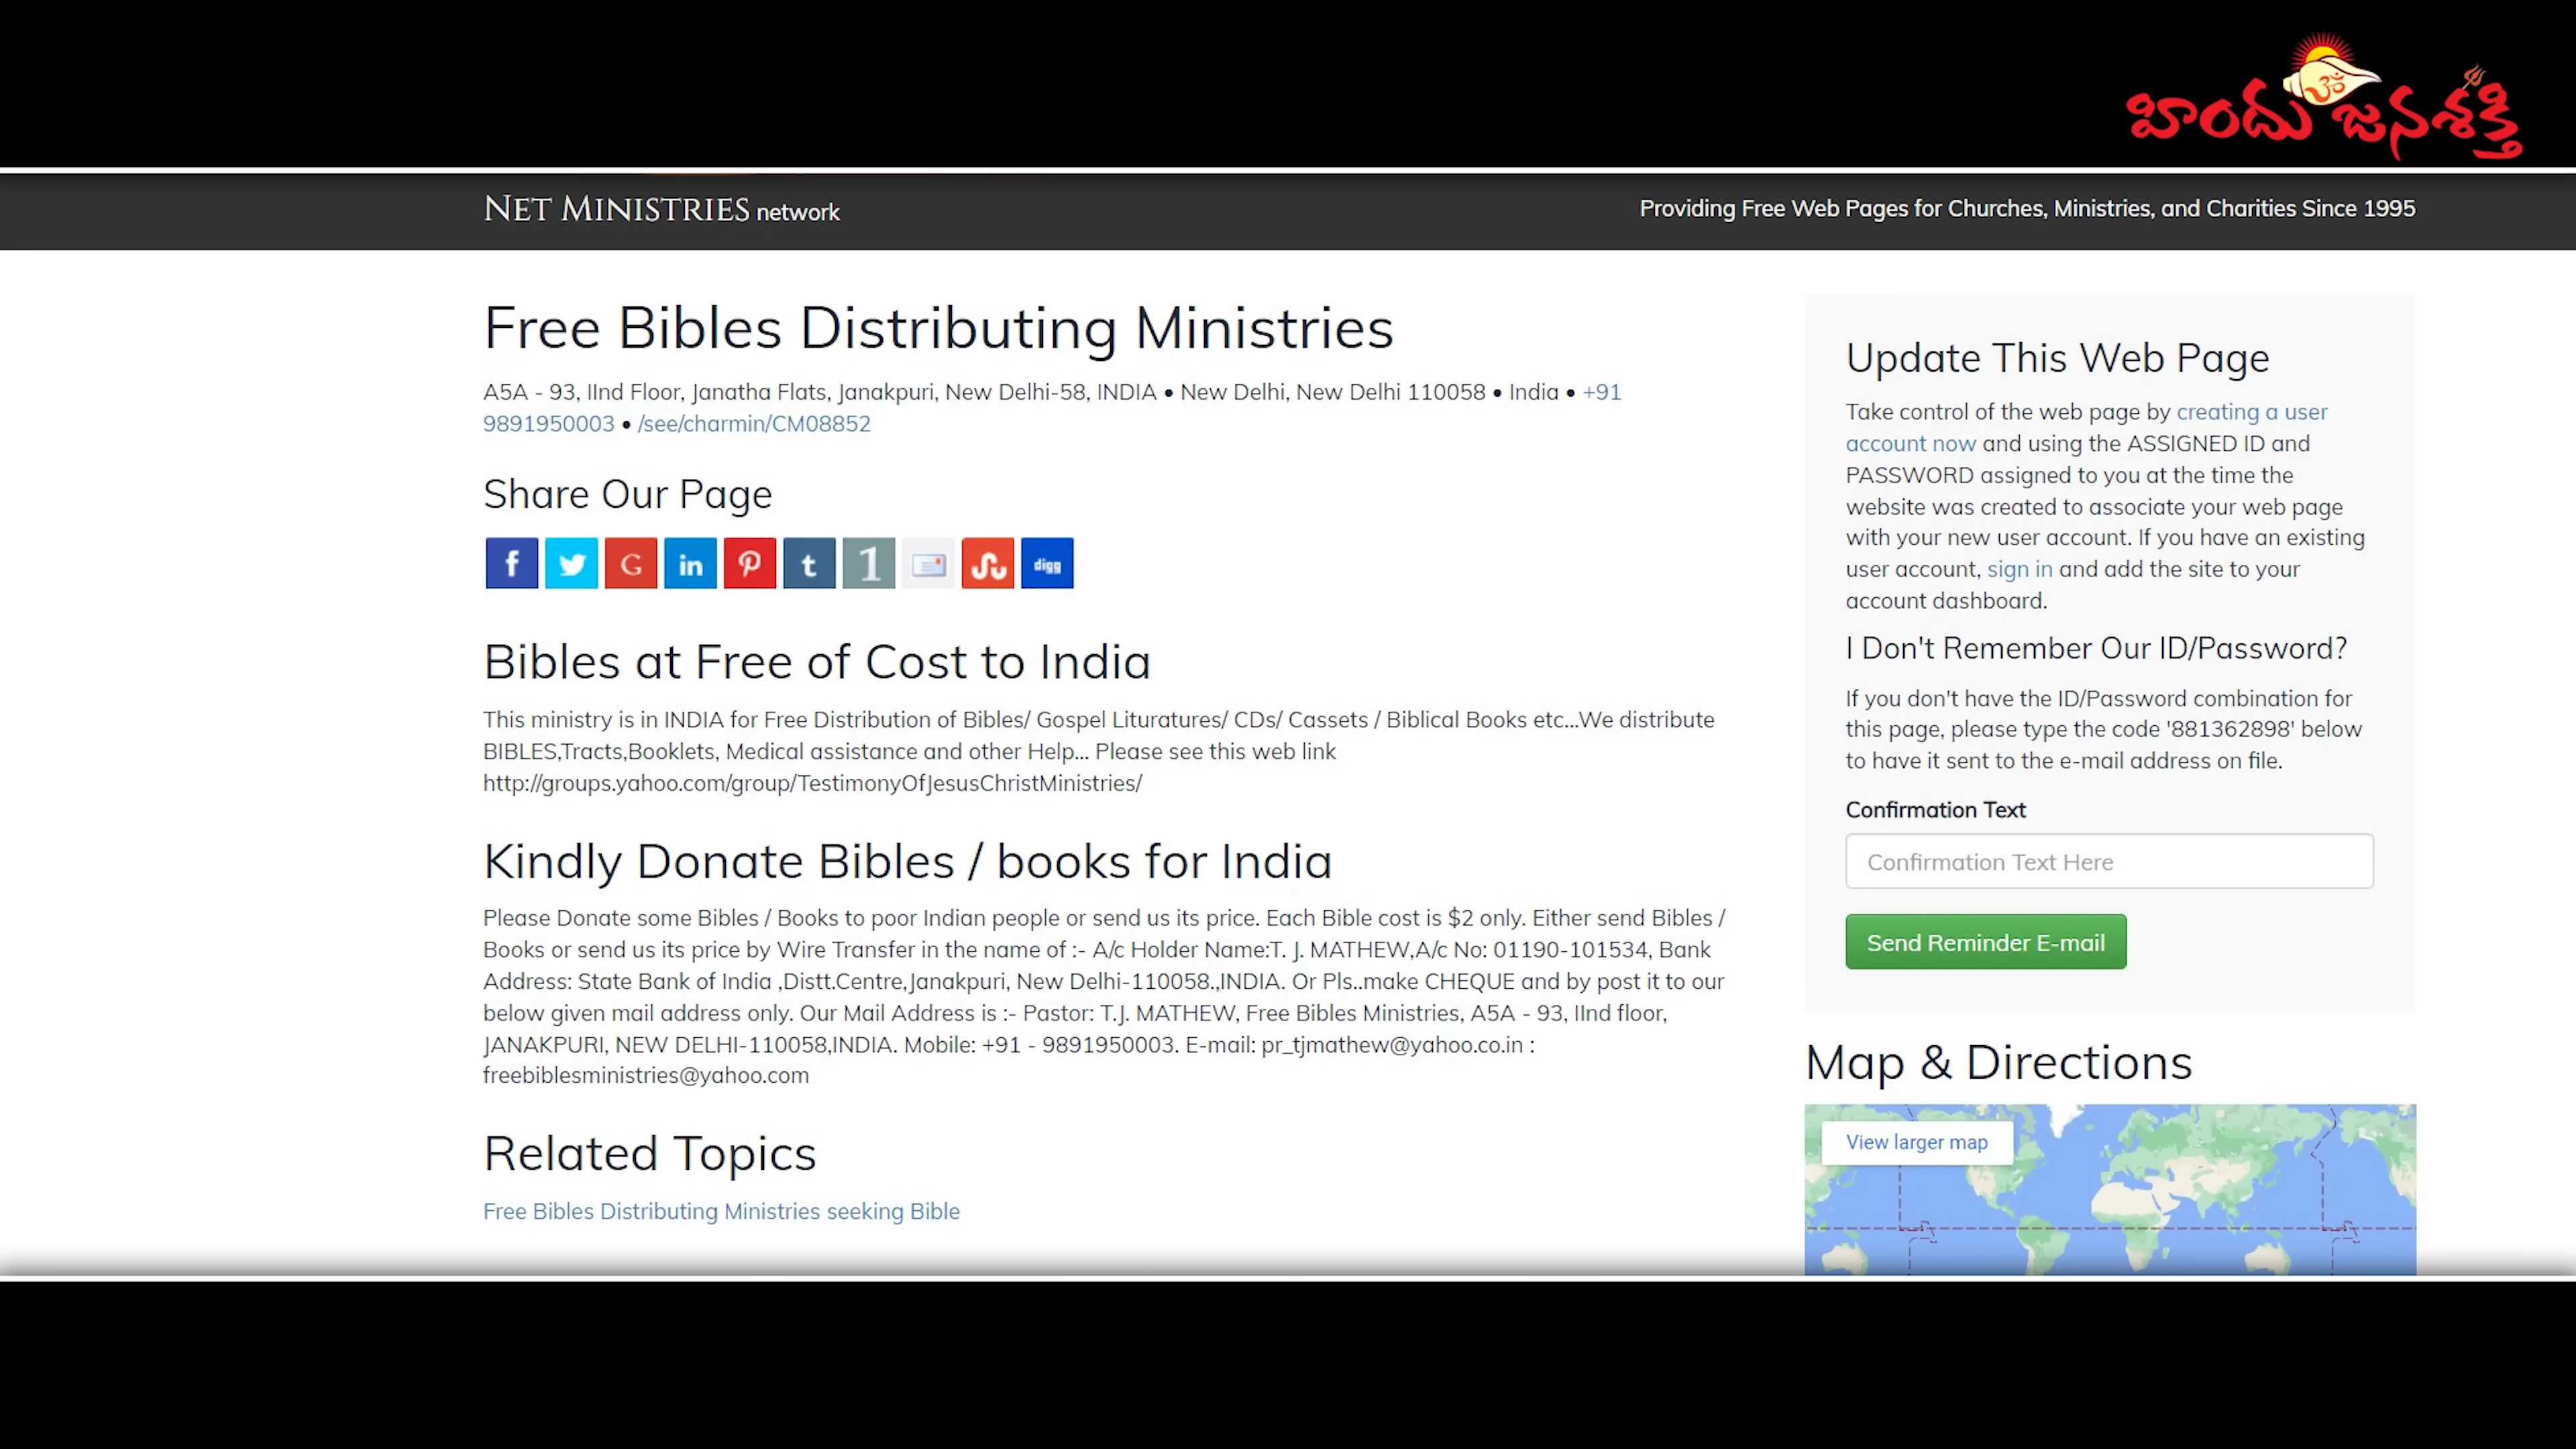 హిందు జనశక్తి
NET MINISTRIES network
Providing Free Web Pages for Churches, Ministries, and Charities Since 1995
Free Bibles Distributing Ministries
A5A - 93, IInd Floor, Janatha Flats, Janakpuri, New Delhi-58, INDIA • New Delhi, New Delhi 110058 • India • +91
9891950003 • /see/charmin/CM08852
Share Our Page
f G in p t 1 digg
Bibles at Free of Cost to India
This ministry is in INDIA for Free Distribution of Bibles/ Gospel Lituratures/ CDs/ Cassets / Biblical Books etc...We distribute
BIBLES,Tracts,Booklets, Medical assistance and other Help... Please see this web link
http://groups.yahoo.com/group/TestimonyOfJesusChristMinistries/
Kindly Donate Bibles / books for India
Please Donate some Bibles / Books to poor Indian people or send us its price. Each Bible cost is $2 only. Either send Bibles /
Books or send us its price by Wire Transfer in the name of :- A/c Holder Name:T. J. MATHEW,A/c No: 01190-101534, Bank
Address: State Bank of India ,Distt.Centre,Janakpuri, New Delhi-110058.,INDIA. Or Pls..make CHEQUE and by post it to our
below given mail address only. Our Mail Address is :- Pastor: T.J. MATHEW, Free Bibles Ministries, A5A - 93, IInd floor,
JANAKPURI, NEW DELHI-110058,INDIA. Mobile: +91 - 9891950003. E-mail: pr_tjmathew@yahoo.co.in :
freebiblesministries@yahoo.com
Related Topics
Free Bibles Distributing Ministries seeking Bible
Update This Web Page
Take control of the web page by creating a user
account now and using the ASSIGNED ID and
PASSWORD assigned to you at the time the
website was created to associate your web page
with your new user account. If you have an existing
user account, sign in and add the site to your
account dashboard.
I Don't Remember Our ID/Password?
If you don't have the ID/Password combination for
this page, please type the code '881362898' below
to have it sent to the e-mail address on file.
Confirmation Text
Confirmation Text Here
Send Reminder E-mail
Map & Directions
View larger map